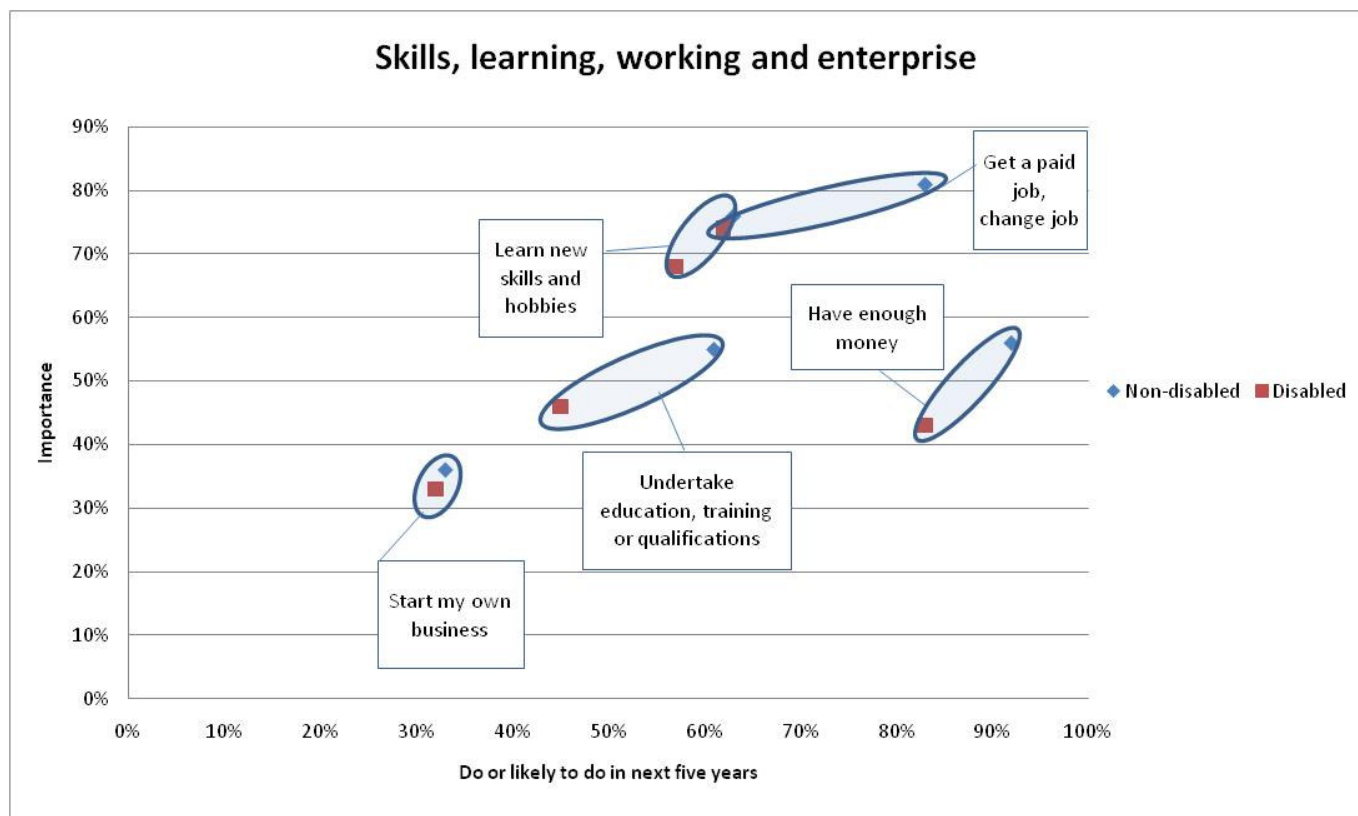 Skills, learning, working and enterprise
90%
80%
70%
60%
50%
40%
30%
20%
10%
0%
Importance
Get a paid
job,
change job
Learn new
skills and
hobbies
Have enough
money
Undertake
education, training
or qualifications
Start my own
business
Non-disabled
Disabled
0%
10%
20%
30%
40%
50%
60%
70%
80%
90%
100%
Do or likely to do in next five years